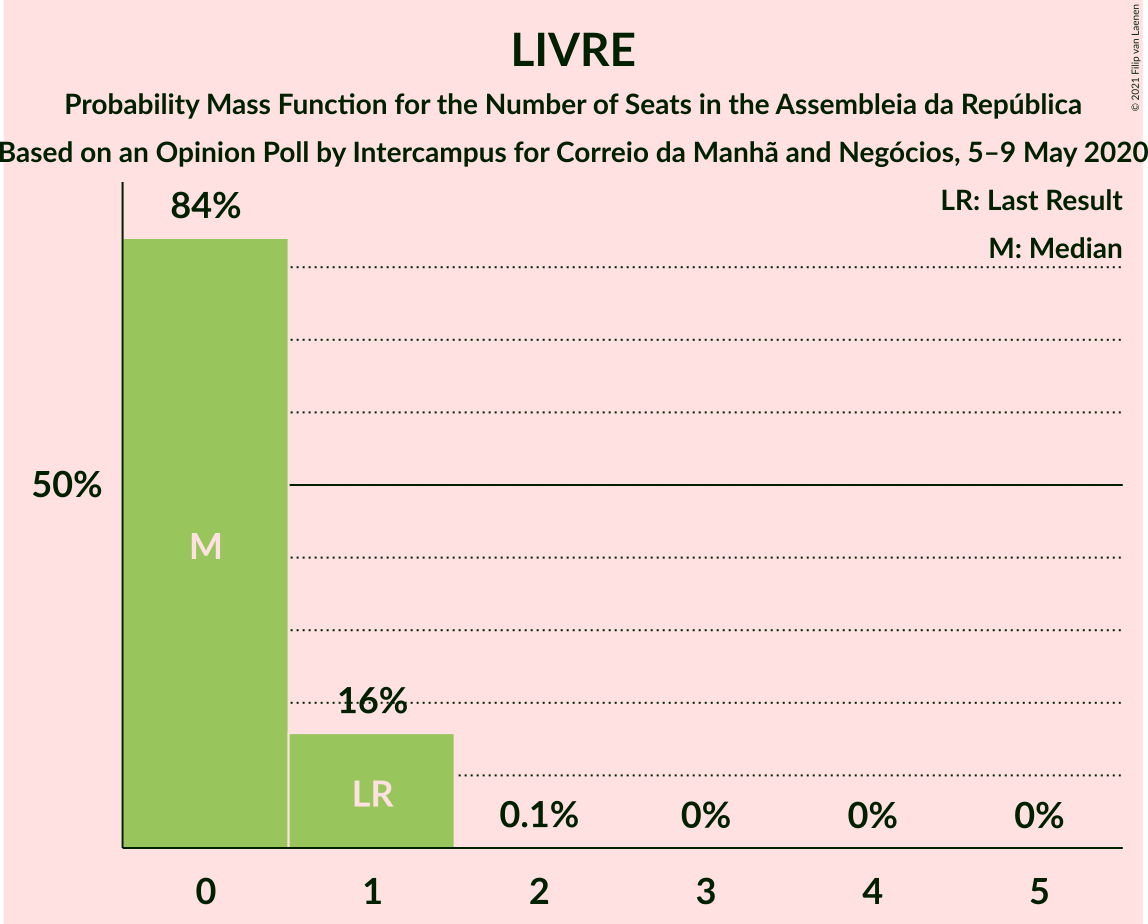 LIVRE
Probability Mass Function for the Number of Seats in the Assembleia da República
Based on an Opinion Poll by Intercampus for Correio da Manhã and Negócios, 5–9 May 2020
© 2021 Filip van Laenen
LR: Last Result
M: Median
84%
50%
M
16%
LR
0.1%
0%
0%
0%
0
1
2
3
4
5